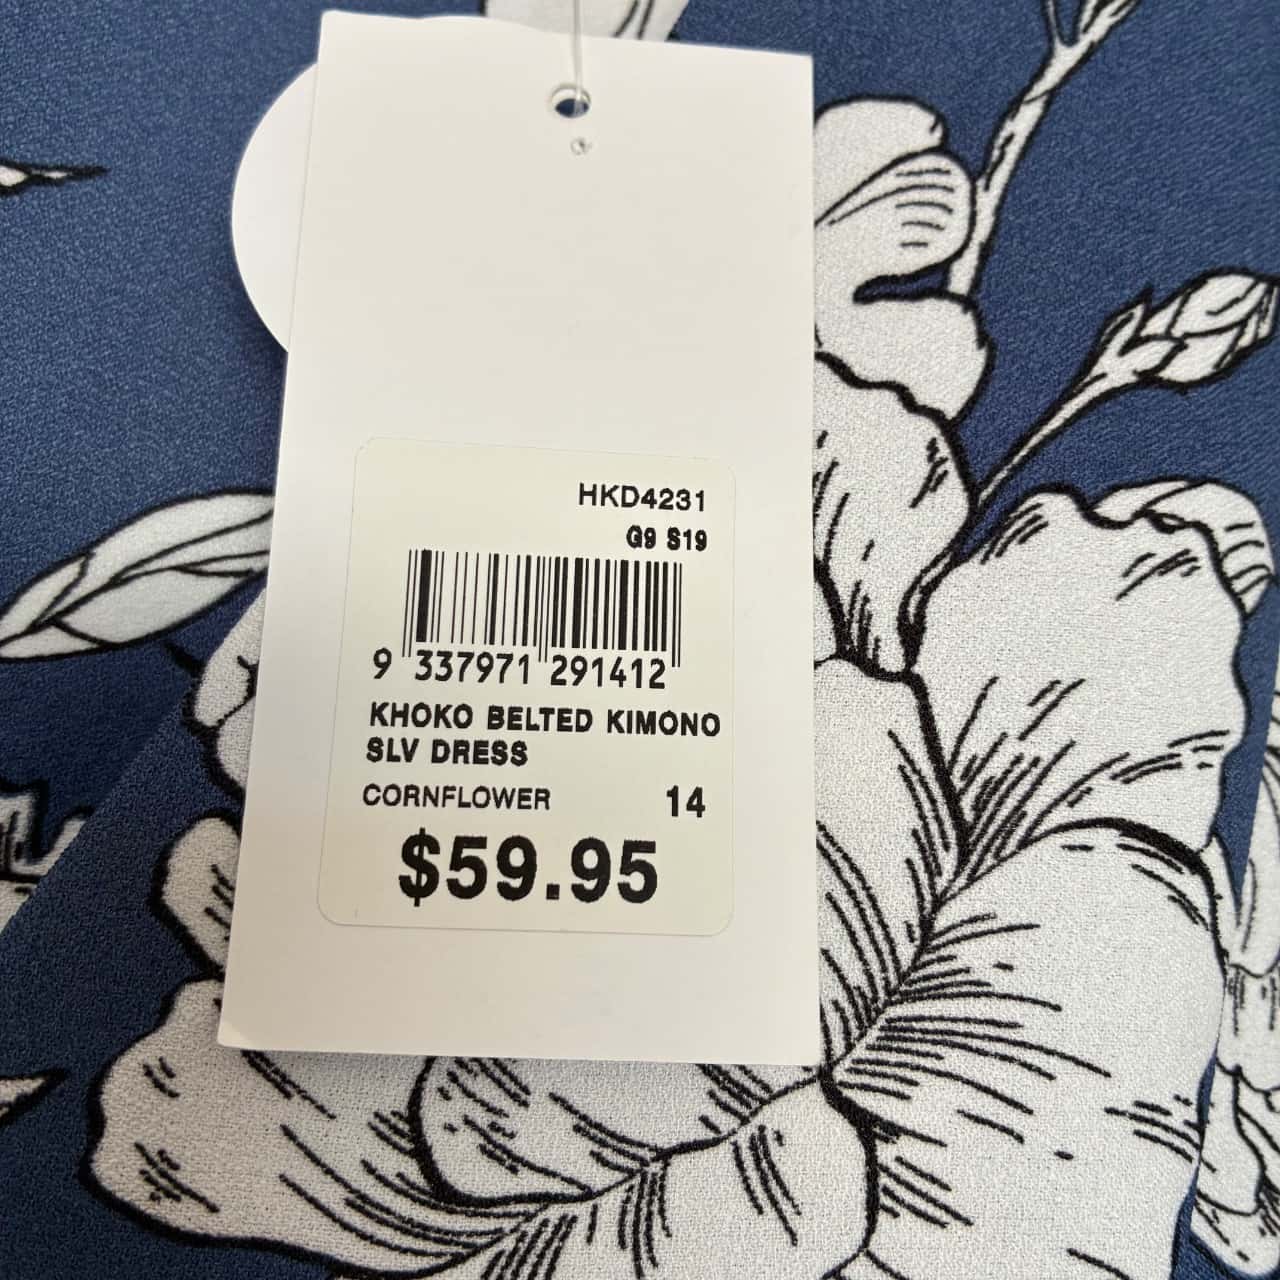 HKD4231
G9 S19
9 337971 291412
KHOKO BELTED KIMONO
SLV DRESS
CORNFLOWER 14
$59.95